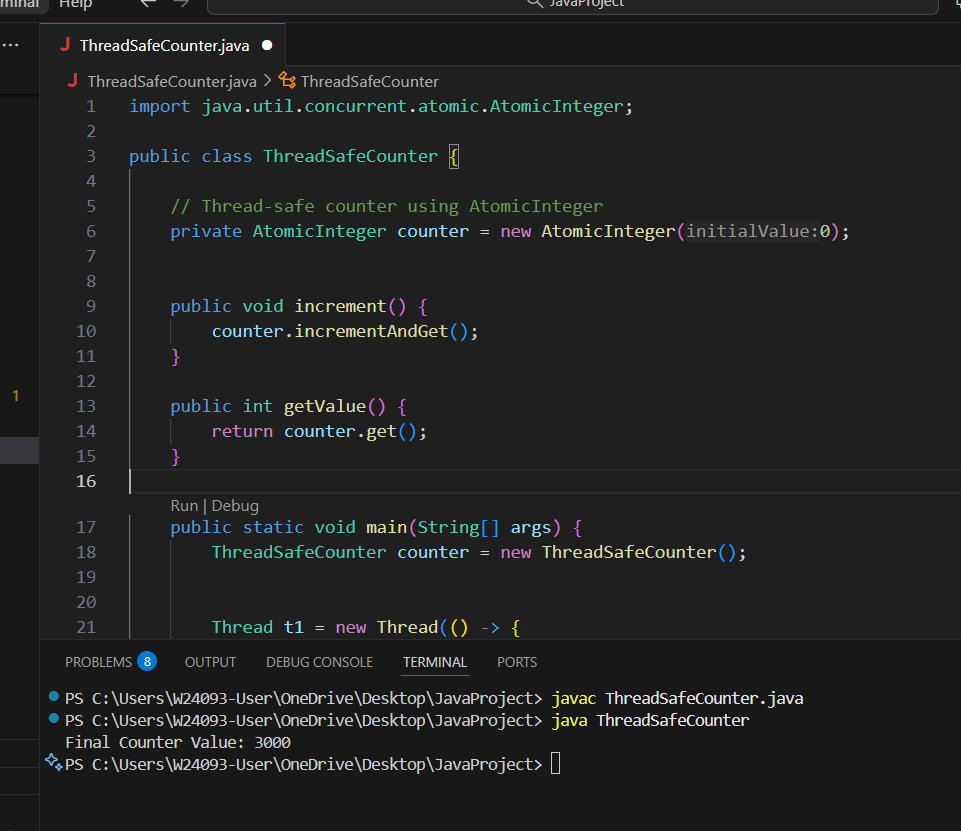 Help
JavaProject
...
J ThreadSafeCounter.java
J ThreadSafeCounter.java > ThreadSafeCounter
1 import java.util.concurrent.atomic.AtomicInteger;
2
3 public class ThreadSafeCounter {
4
5 // Thread-safe counter using AtomicInteger
6 private AtomicInteger counter = new AtomicInteger(initialValue:0);
7
8
9 public void increment() {
10 counter.incrementAndGet();
11 }
12
1
13 public int getValue() {
14 return counter.get();
15 }
16
Run | Debug
17 public static void main(String[] args) {
18 ThreadSafeCounter counter = new ThreadSafeCounter();
19
20
21 Thread t1 = new Thread(() -> {
PROBLEMS 8 OUTPUT DEBUG CONSOLE TERMINAL PORTS
PS C:\Users\W24093-User\OneDrive\Desktop\JavaProject> javac ThreadSafeCounter.java
PS C:\Users\W24093-User\OneDrive\Desktop\JavaProject> java ThreadSafeCounter
Final Counter Value: 3000
PS C:\Users\W24093-User\OneDrive\Desktop\JavaProject>